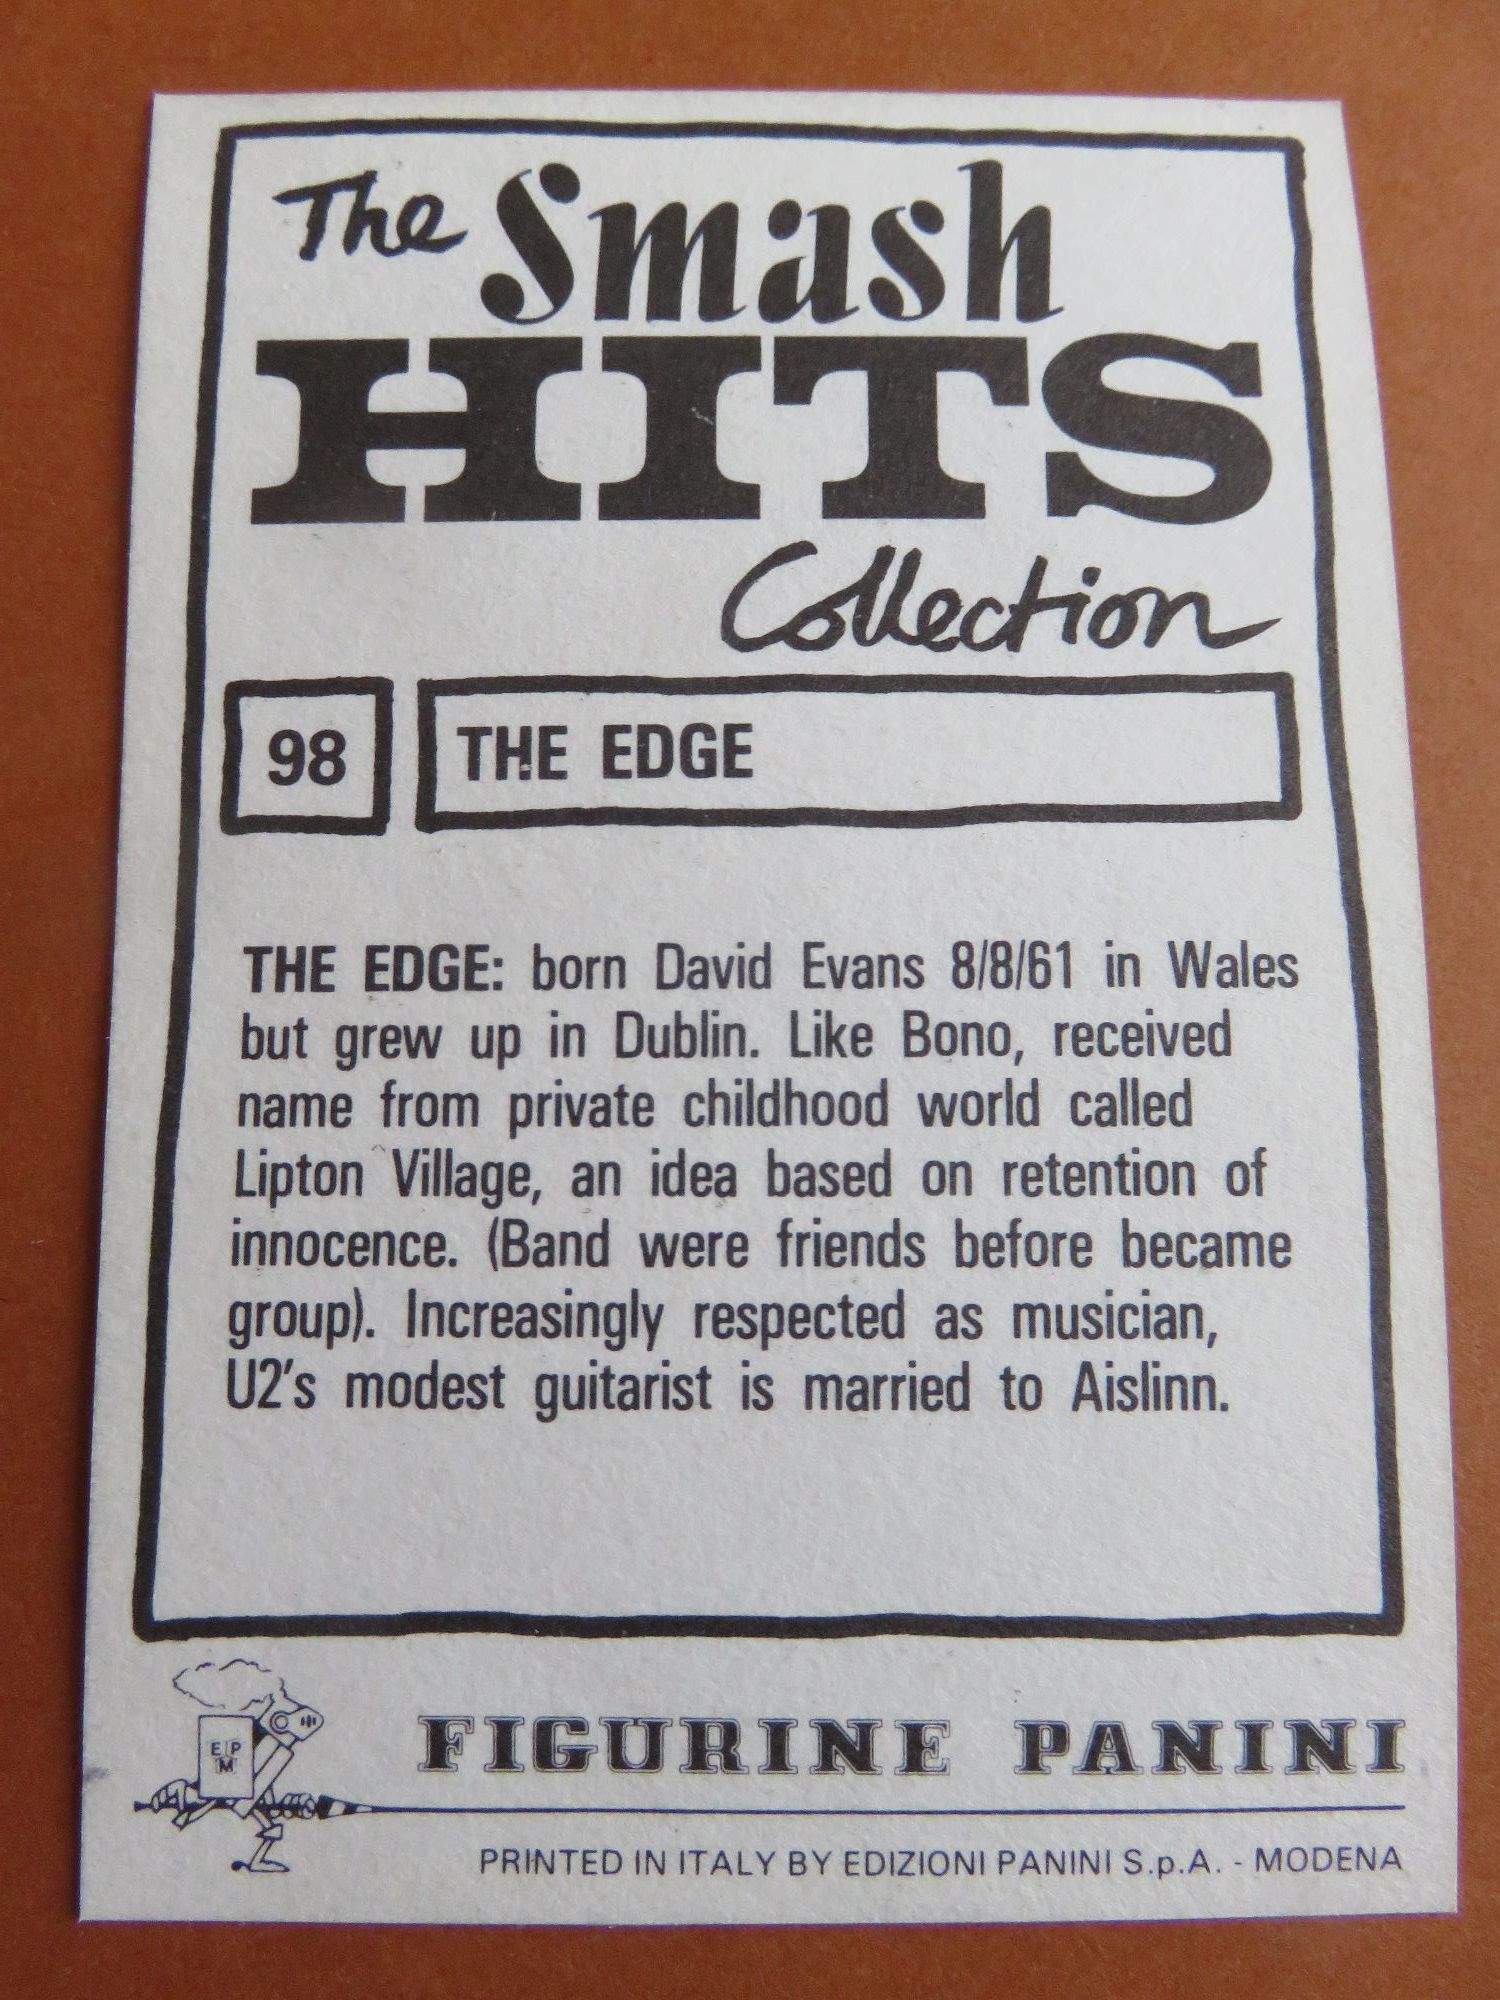 The Smash
HITS
Collection
98 THE EDGE
THE EDGE: born David Evans 8/8/61 in Wales
but grew up in Dublin. Like Bono, received
name from private childhood world called
Lipton Village, an idea based on retention of
innocence. (Band were friends before became
group). Increasingly respected as musician,
U2's modest guitarist is married to Aislinn.
E P
M
FIGURINE PANINI
PRINTED IN ITALY BY EDIZIONI PANINI S.p.A. - MODENA